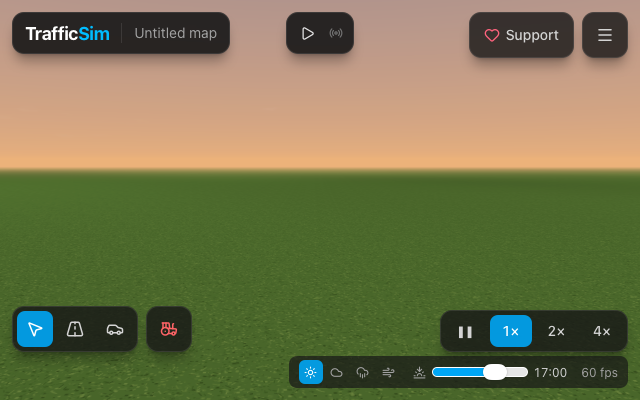 TrafficSim
Untitled map
Support
1×
2×
4×
17:00
60 fps